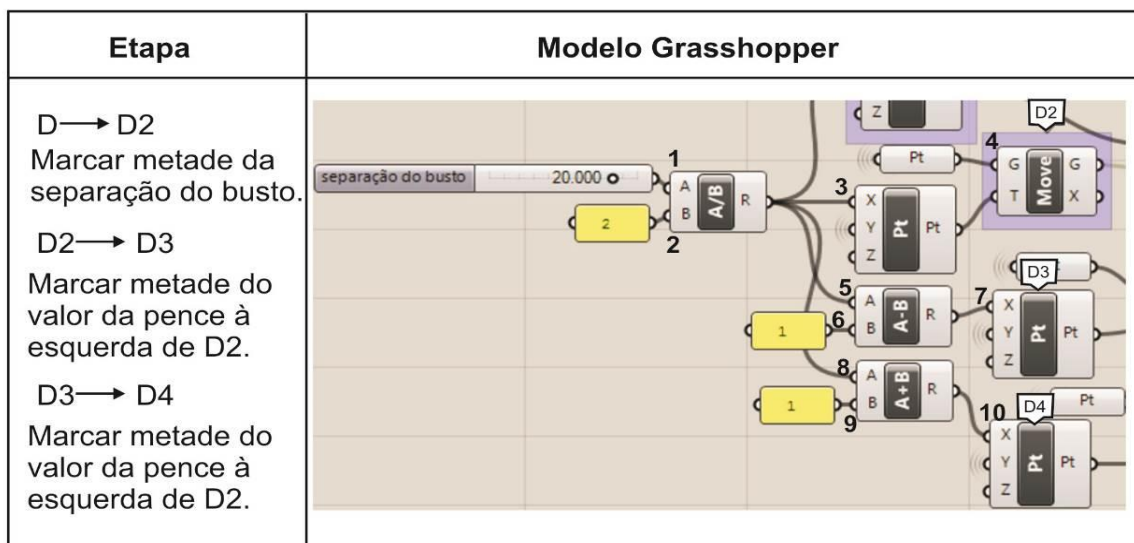 Etapa
Modelo Grasshopper
D → D2
Marcar metade da
separação do busto.
D2 → D3
Marcar metade do
valor da pence à
esquerda de D2.
D3 → D4
Marcar metade do
valor da pence à
esquerda de D2.
separação do busto 20.000
1
2
2
A
B
A/B
R
Z
Pt
3
X
Y
Z
Pt
Pt
D2
4
G
T
Move
G
X
5
6
1
A
B
A-B
R
7
D3
X
Y
Z
Pt
Pt
8
9
1
A
B
A+B
R
10
D4
Pt
X
Y
Z
Pt
Pt